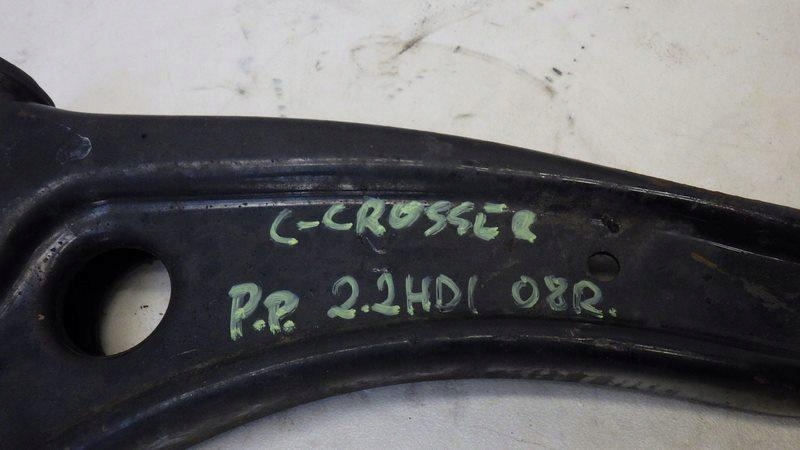 C-CROSSER
P.P. 2.2HDI 08R.